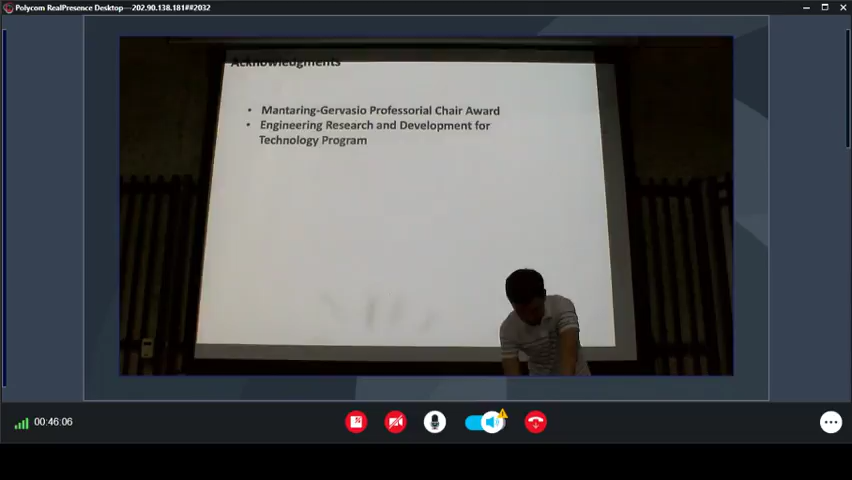 Polycom RealPresence Desktop—202.90.138.181##2032
Acknowledgments
• Mantaring-Gervasio Professorial Chair Award
• Engineering Research and Development for
Technology Program
00:46:06